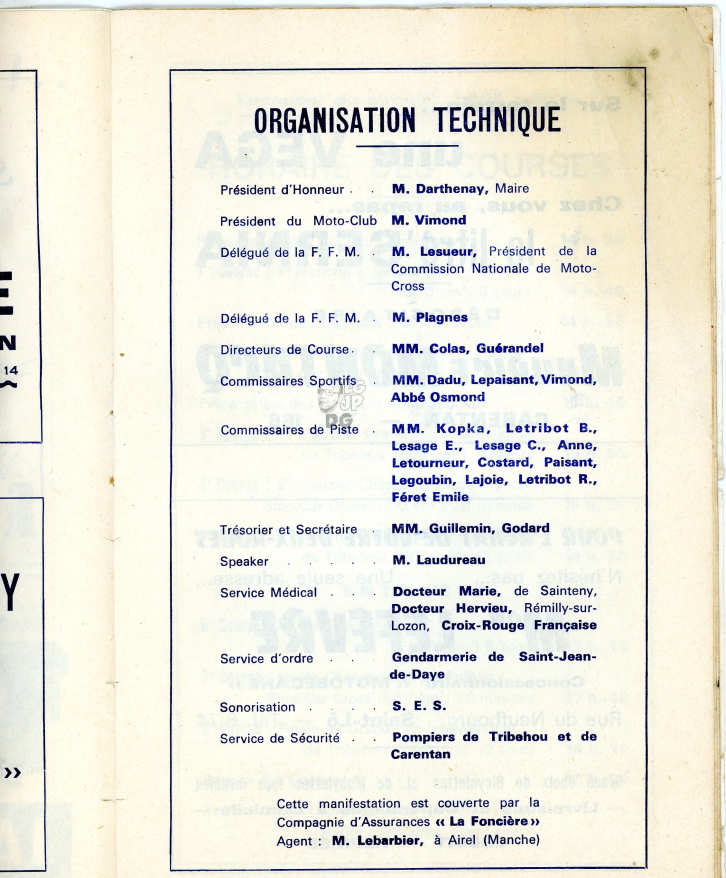 ORGANISATION TECHNIQUE
Président d'Honneur . . M. Darthenay, Maire
Président du Moto-Club M. Vimond
Délégué de la F. F. M. . M. Lesueur, Président de la
Commission Nationale de Moto-
Cross
Délégué de la F. F. M. . M. Plagnes
Directeurs de Course . . MM. Colas, Guérandel
Commissaires Sportifs . MM. Dadu, Lepaisant, Vimond,
Abbé Osmond
Commissaires de Piste . MM. Kopka, Letribot B.,
Lesage E., Lesage C., Anne,
Letourneur, Costard, Paisant,
Legoubin, Lajoie, Letribot R.,
Féret Emile
Trésorier et Secrétaire . MM. Guillemin, Godard
Speaker . . . . . M. Laudureau
Service Médical . . . Docteur Marie, de Sainteny,
Docteur Hervieu, Rémilly-sur-
Lozon, Croix-Rouge Française
Service d'ordre . . . Gendarmerie de Saint-Jean-
de-Daye
Sonorisation . . . . S. E. S.
Service de Sécurité . . Pompiers de Tribehou et de
Carentan
Cette manifestation est couverte par la
Compagnie d'Assurances « La Foncière »
Agent : M. Lebarbier, à Airel (Manche)
E
N
14
Y
»
LG
JP
DG